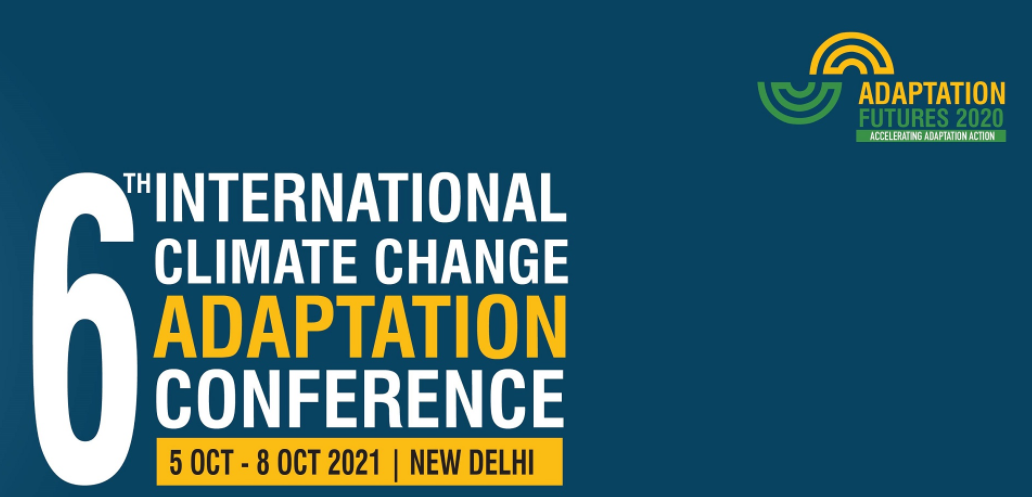 ADAPTATION
FUTURES 2020
ACCELERATING ADAPTATION ACTION
6TH INTERNATIONAL
CLIMATE CHANGE
ADAPTATION
CONFERENCE
5 OCT - 8 OCT 2021 | NEW DELHI